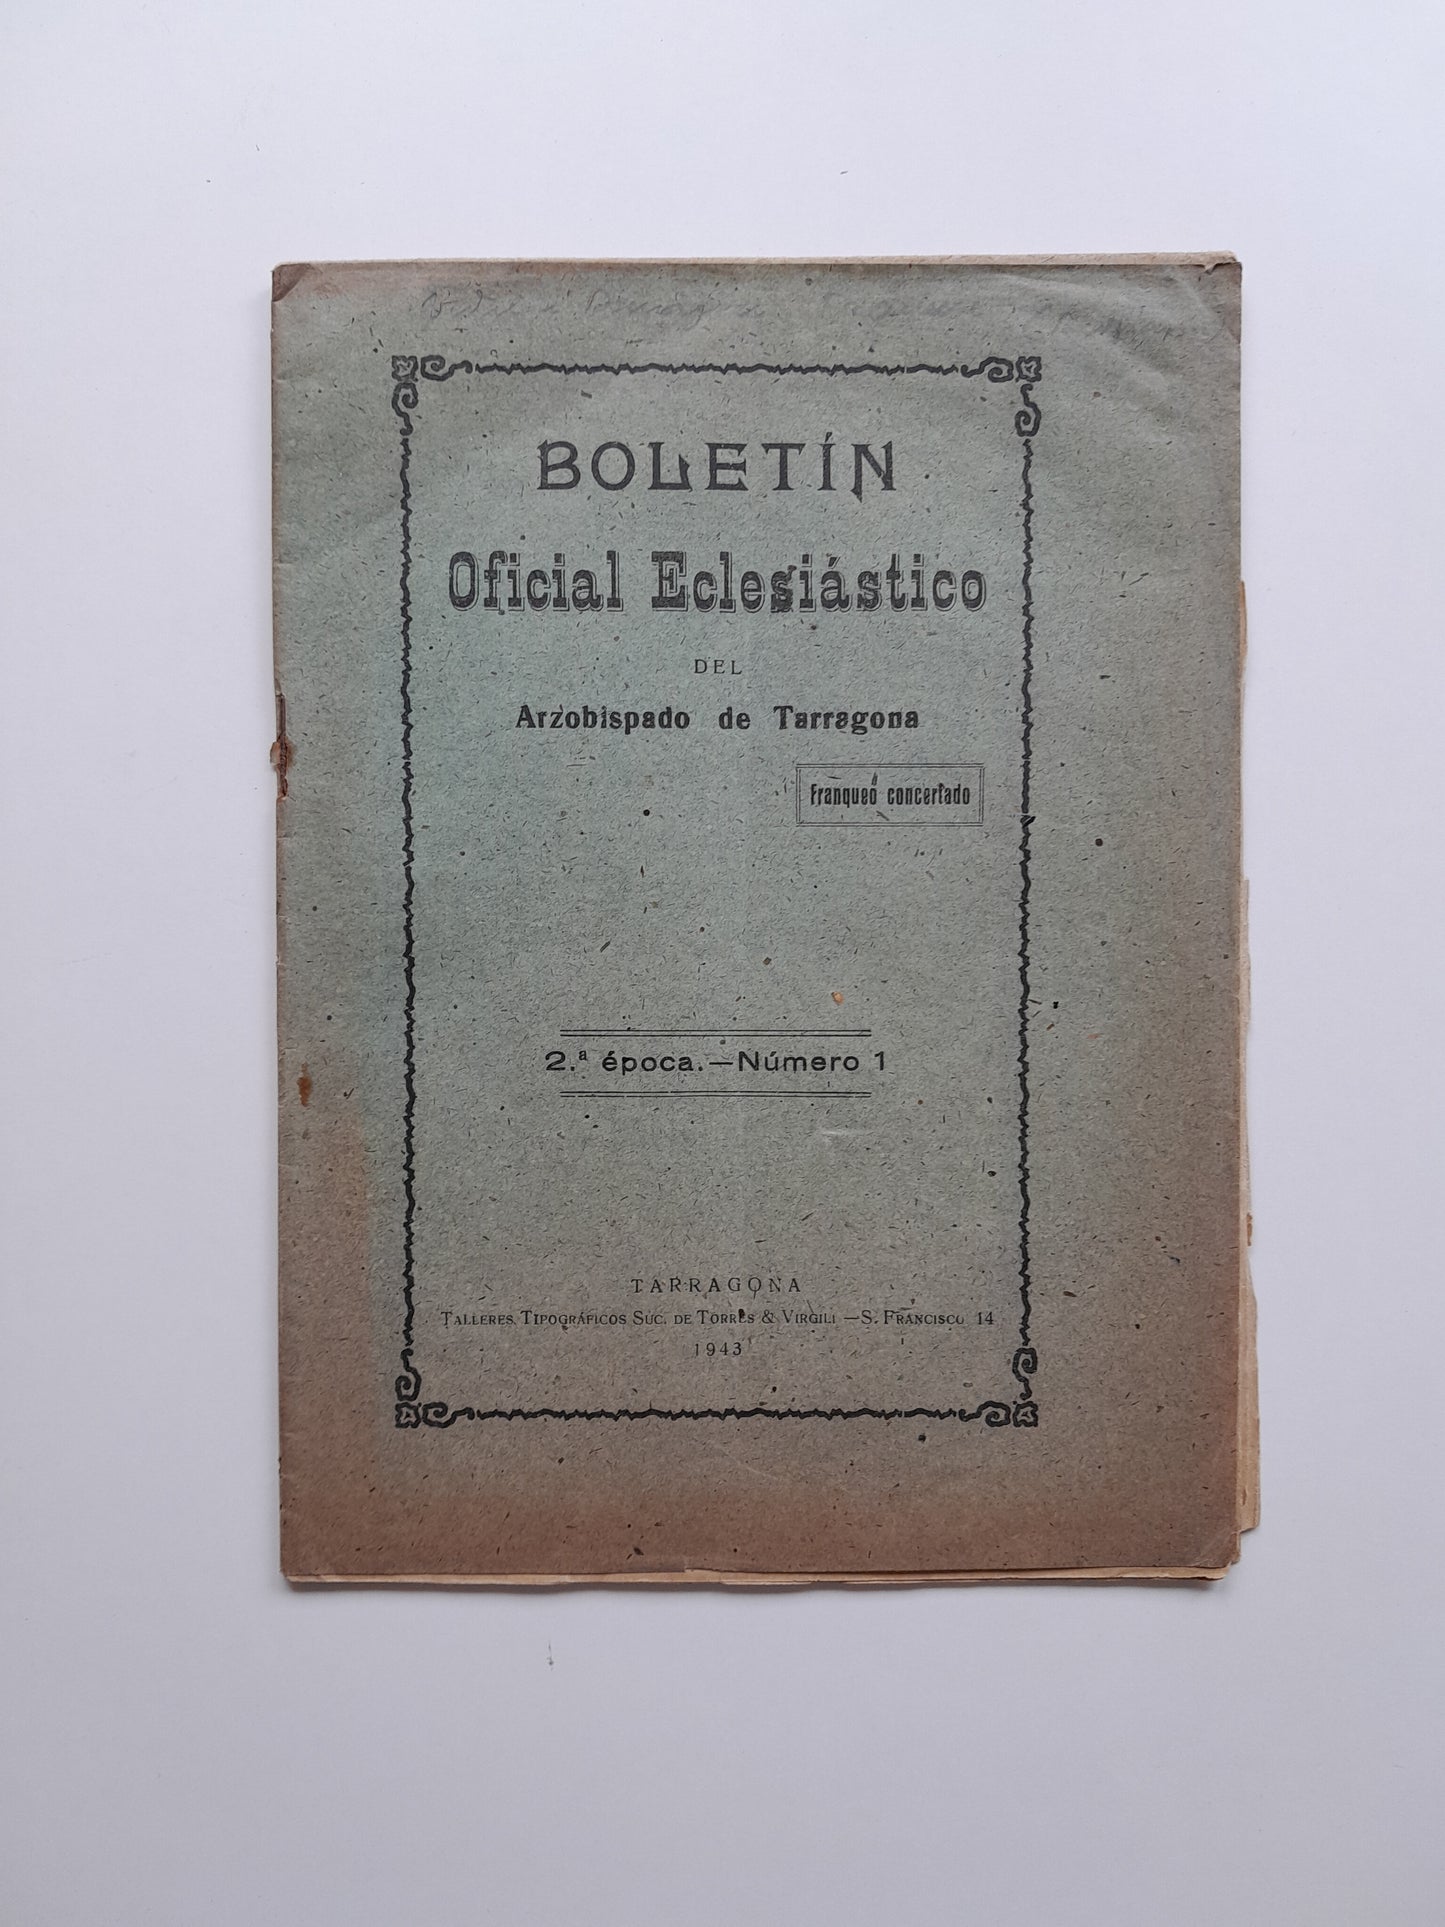 BOLETÍN
Oficial Eclesiástico
DEL
Arzobispado de Tarragona
Franqueo concertado
2.ª época.—Número 1
TARRAGONA
TALLERES TIPOGRÁFICOS SUC. DE TORRES & VIRGILI —S. FRANCISCO 14
1943